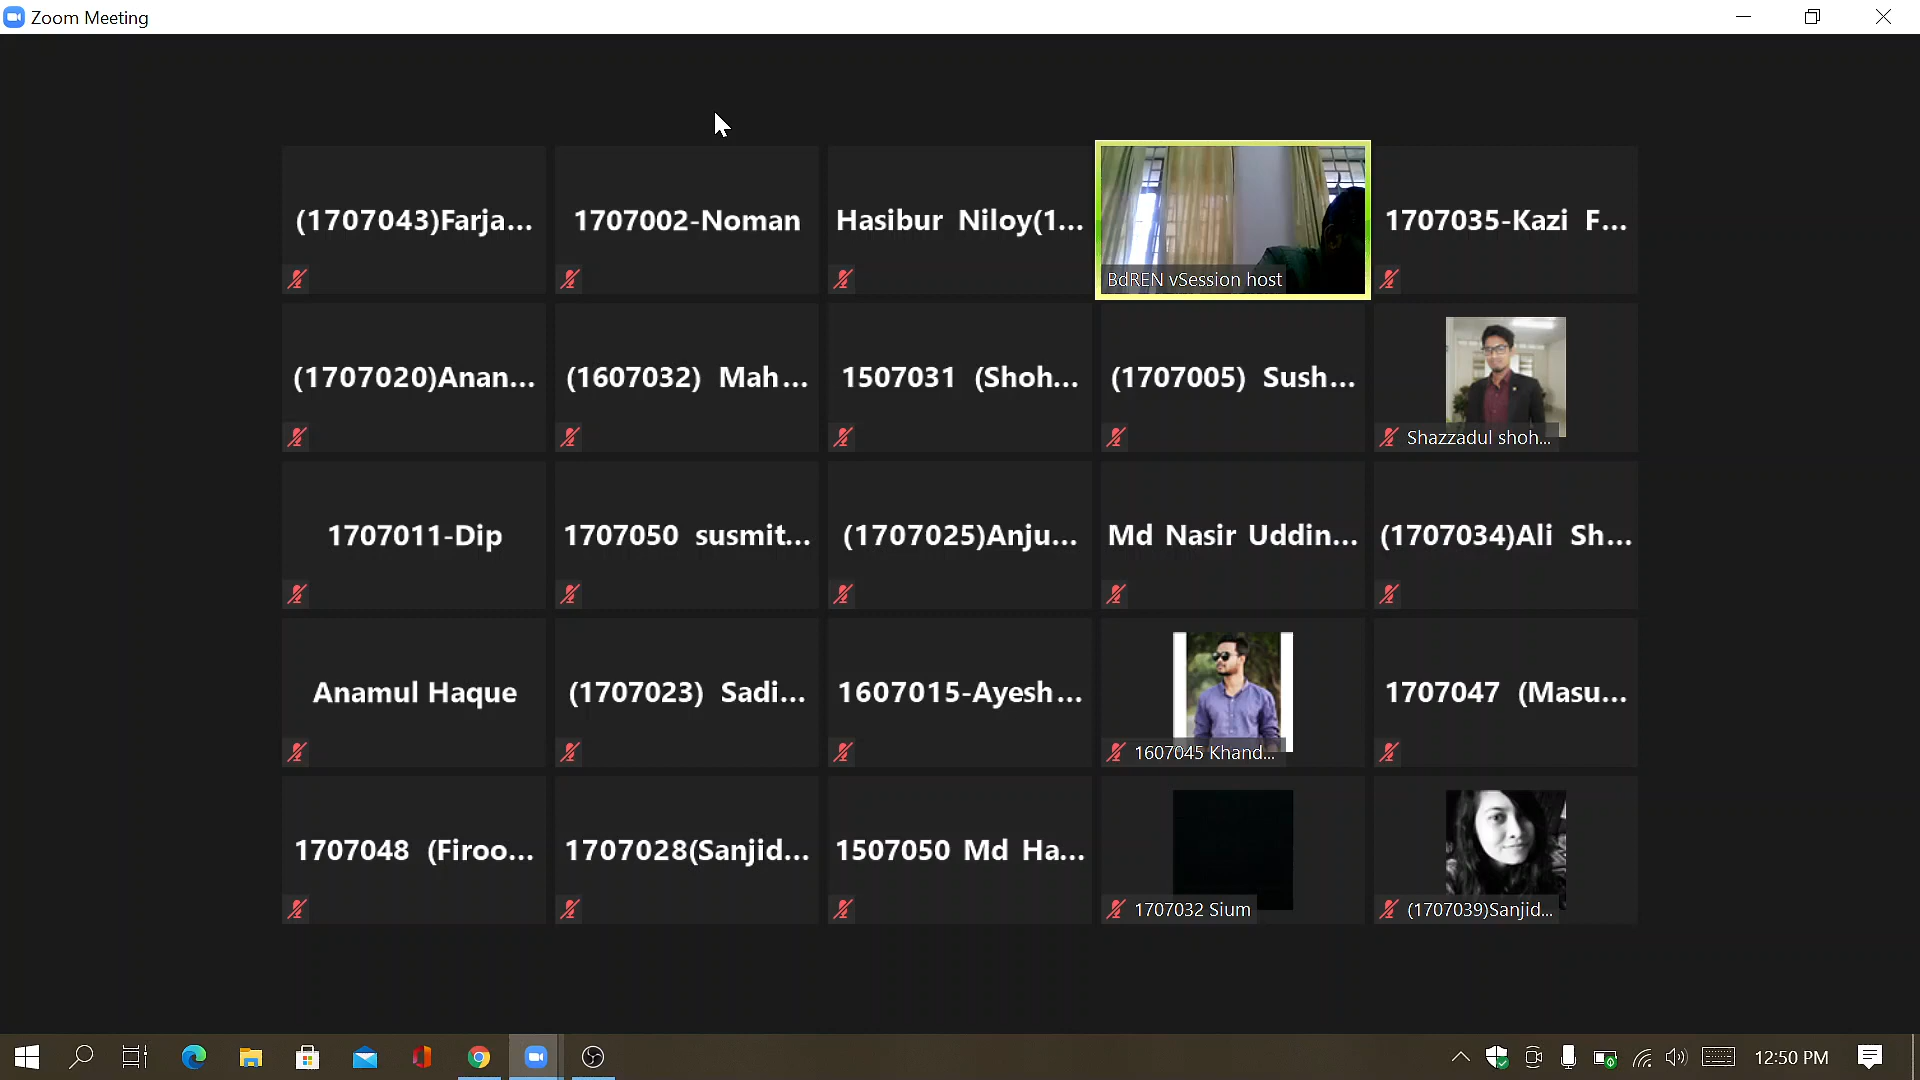 Zoom Meeting
(1707043)Farja...
1707002-Noman
Hasibur Niloy(1...
BdREN vSession host
1707035-Kazi F...
(1707020)Anan...
(1607032) Mah...
1507031 (Shoh...
(1707005) Sush...
Shazzadul shoh...
1707011-Dip
1707050 susmit...
(1707025)Anju...
Md Nasir Uddin...
(1707034)Ali Sh...
Anamul Haque
(1707023) Sadi...
1607015-Ayesh...
1607045 Khand...
1707047 (Masu...
1707048 (Firoo...
1707028(Sanjid...
1507050 Md Ha...
1707032 Sium
(1707039)Sanjid...
12:50 PM